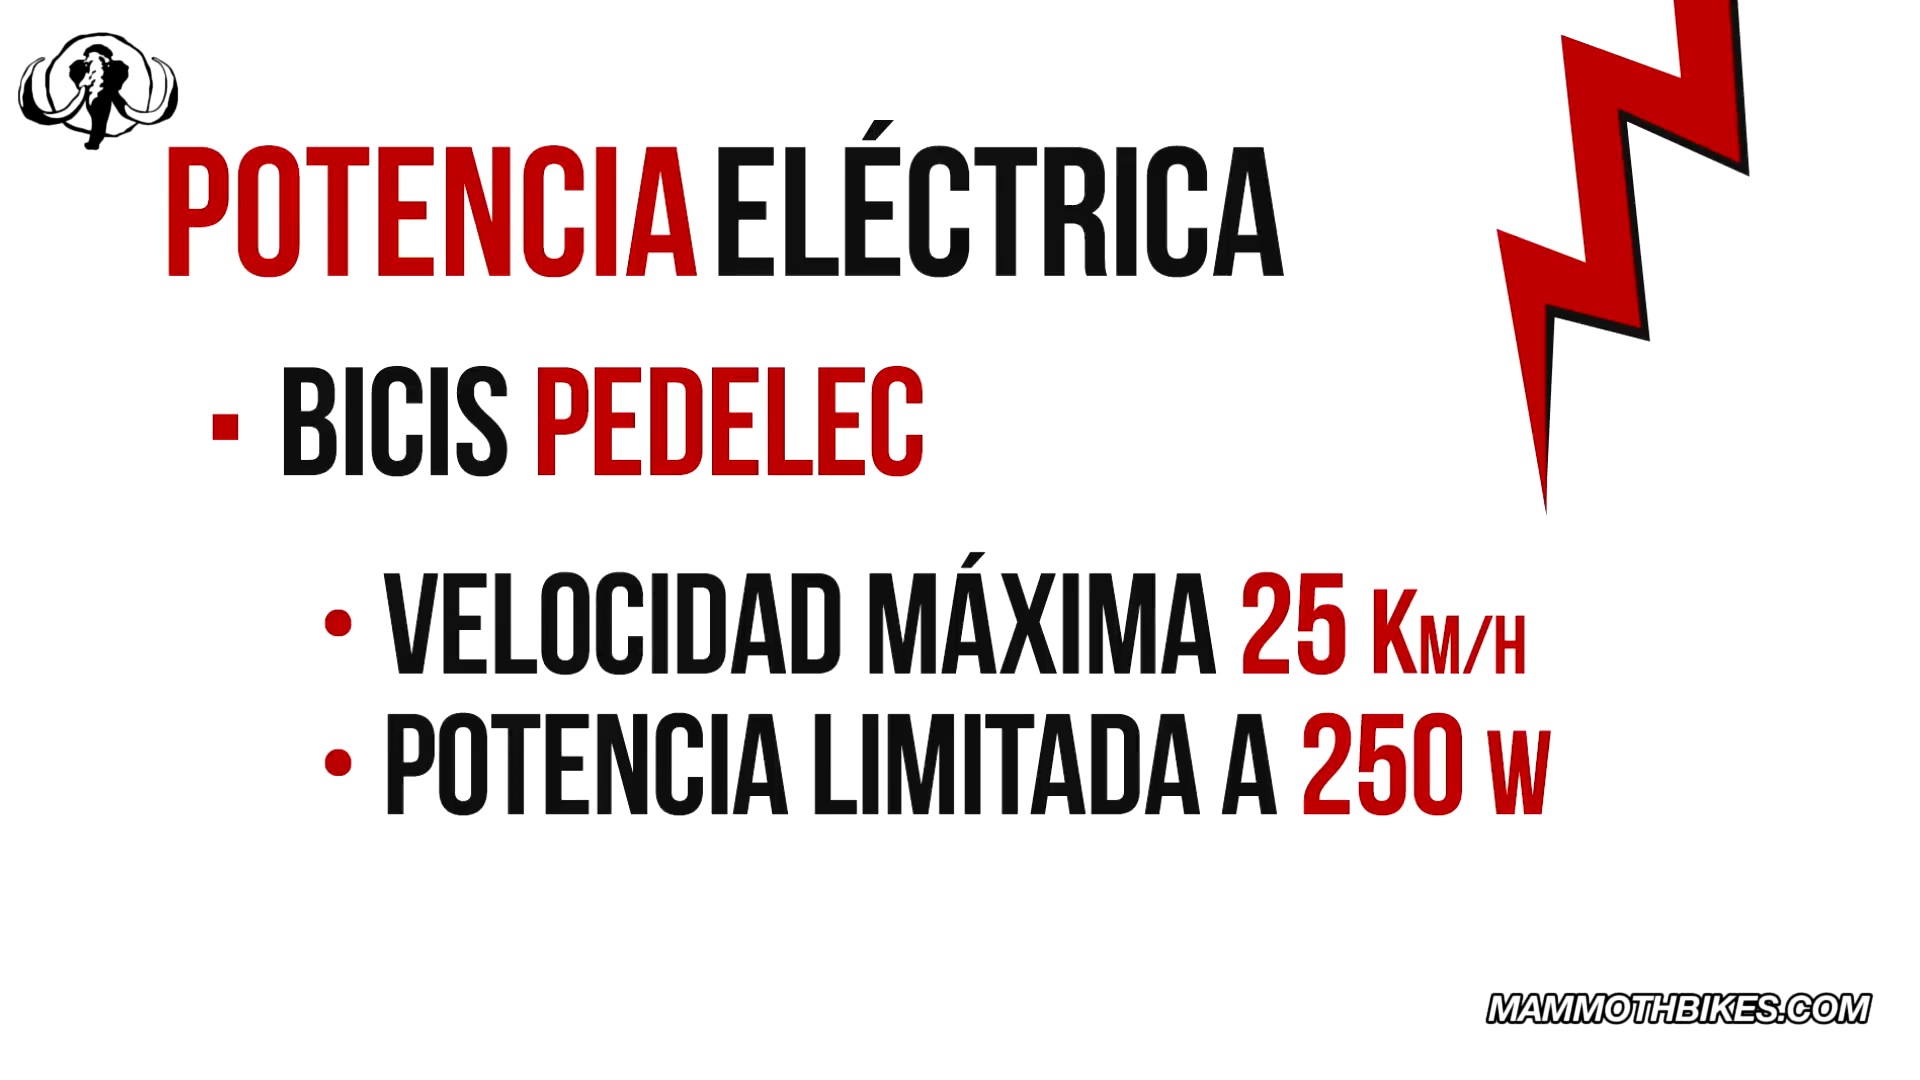 POTENCIA ELÉCTRICA
▪ BICIS PEDELEC
• VELOCIDAD MÁXIMA 25 KM/H
• POTENCIA LIMITADA A 250 W
MAMMOTHBIKES.COM